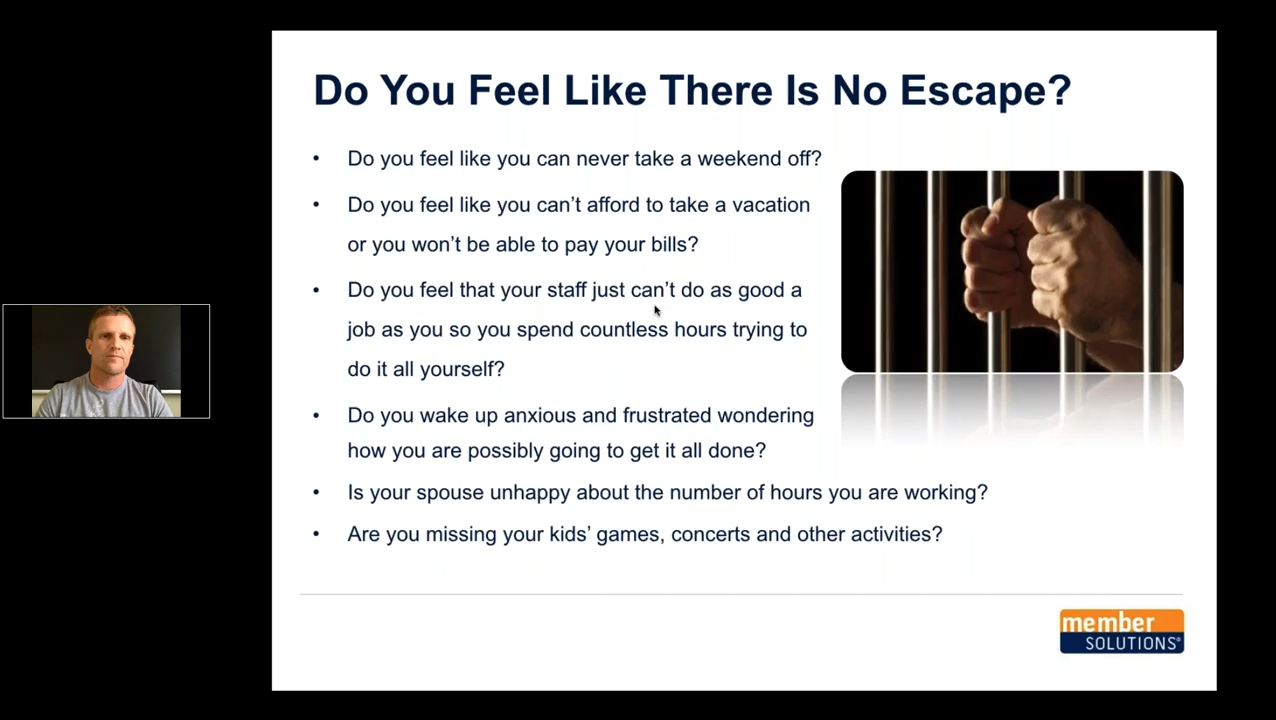 Do You Feel Like There Is No Escape?
• Do you feel like you can never take a weekend off?
• Do you feel like you can’t afford to take a vacation
or you won’t be able to pay your bills?
• Do you feel that your staff just can’t do as good a
job as you so you spend countless hours trying to
do it all yourself?
• Do you wake up anxious and frustrated wondering
how you are possibly going to get it all done?
• Is your spouse unhappy about the number of hours you are working?
• Are you missing your kids’ games, concerts and other activities?
member
SOLUTIONS®